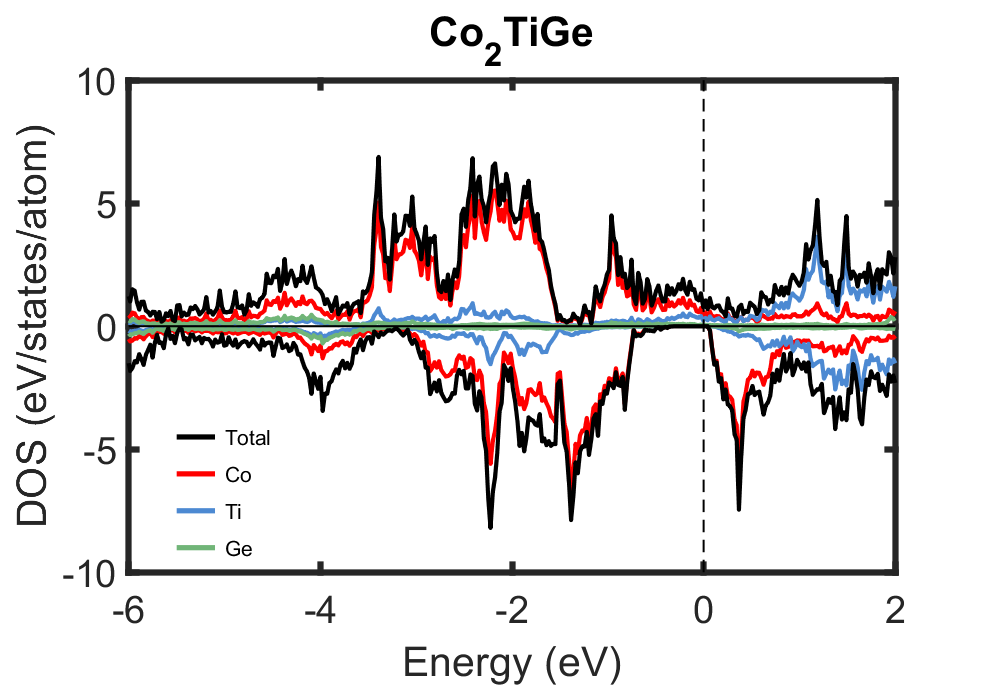 Co₂TiGe
10
5
0
-5
-10
DOS (eV/states/atom)
Total
Co
Ti
Ge
-6 -4 -2 0 2
Energy (eV)